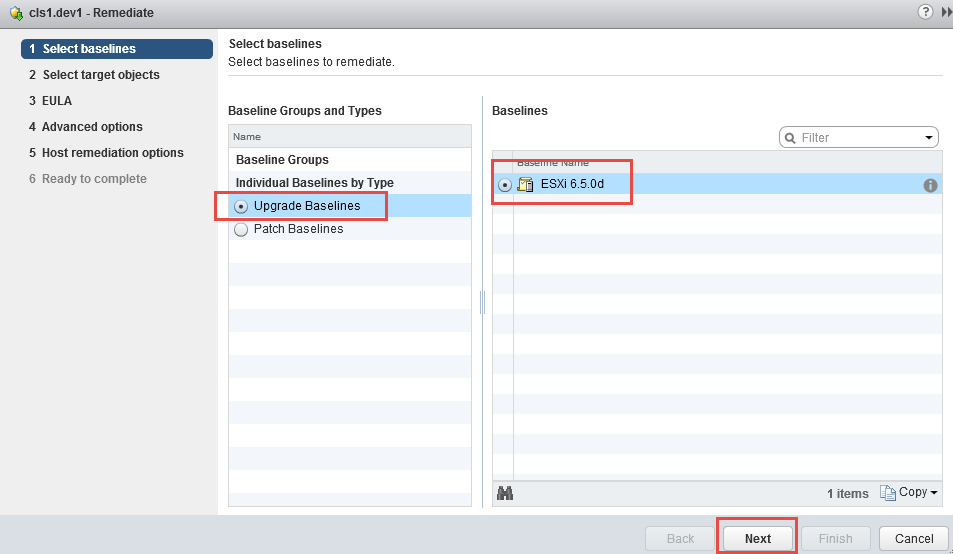 cls1.dev1 - Remediate
?
1 Select baselines
2 Select target objects
3 EULA
4 Advanced options
5 Host remediation options
6 Ready to complete
Select baselines
Select baselines to remediate.
Baseline Groups and Types
Name
Baseline Groups
Individual Baselines by Type
Upgrade Baselines
Patch Baselines
Baselines
Filter
Baseline Name
ESXi 6.5.0d
1 items
Copy
Back
Next
Finish
Cancel